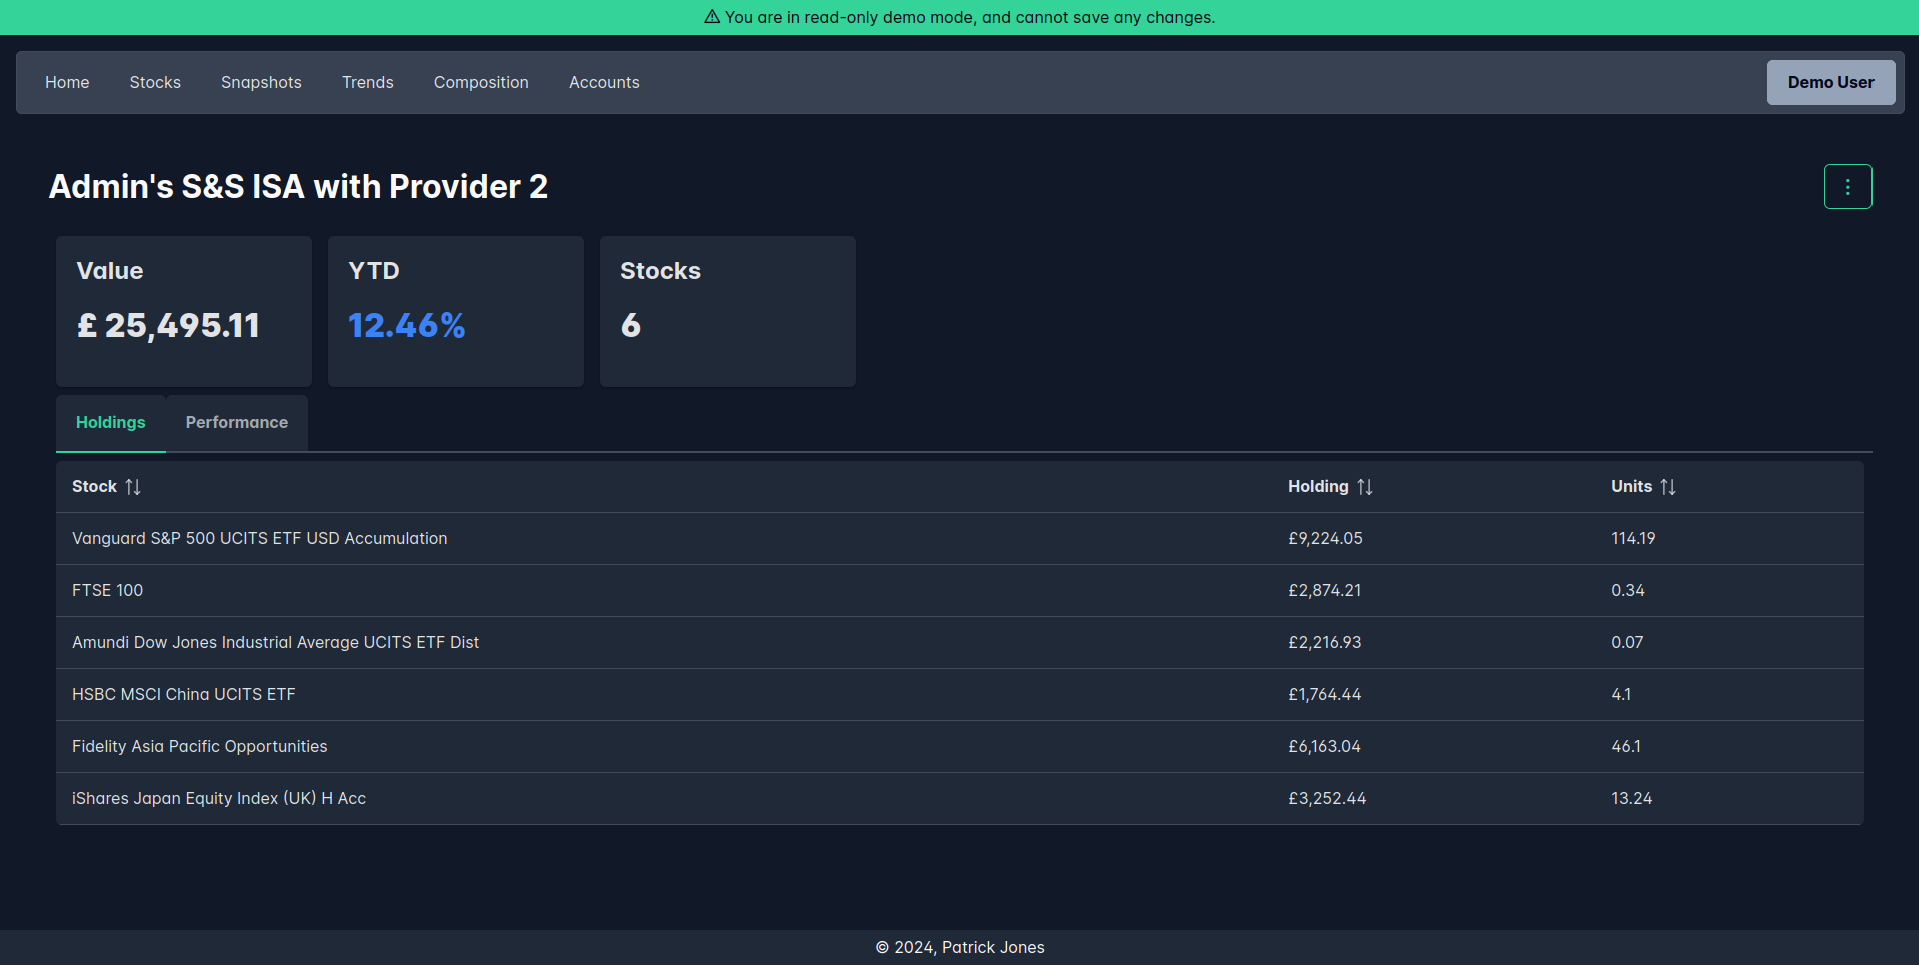 ⚠ You are in read-only demo mode, and cannot save any changes.
Home Stocks Snapshots Trends Composition Accounts Demo User
Admin's S&S ISA with Provider 2
Value YTD Stocks
£ 25,495.11 12.46% 6
Holdings Performance
Stock Holding Units
Vanguard S&P 500 UCITS ETF USD Accumulation £9,224.05 114.19
FTSE 100 £2,874.21 0.34
Amundi Dow Jones Industrial Average UCITS ETF Dist £2,216.93 0.07
HSBC MSCI China UCITS ETF £1,764.44 4.1
Fidelity Asia Pacific Opportunities £6,163.04 46.1
iShares Japan Equity Index (UK) H Acc £3,252.44 13.24
© 2024, Patrick Jones